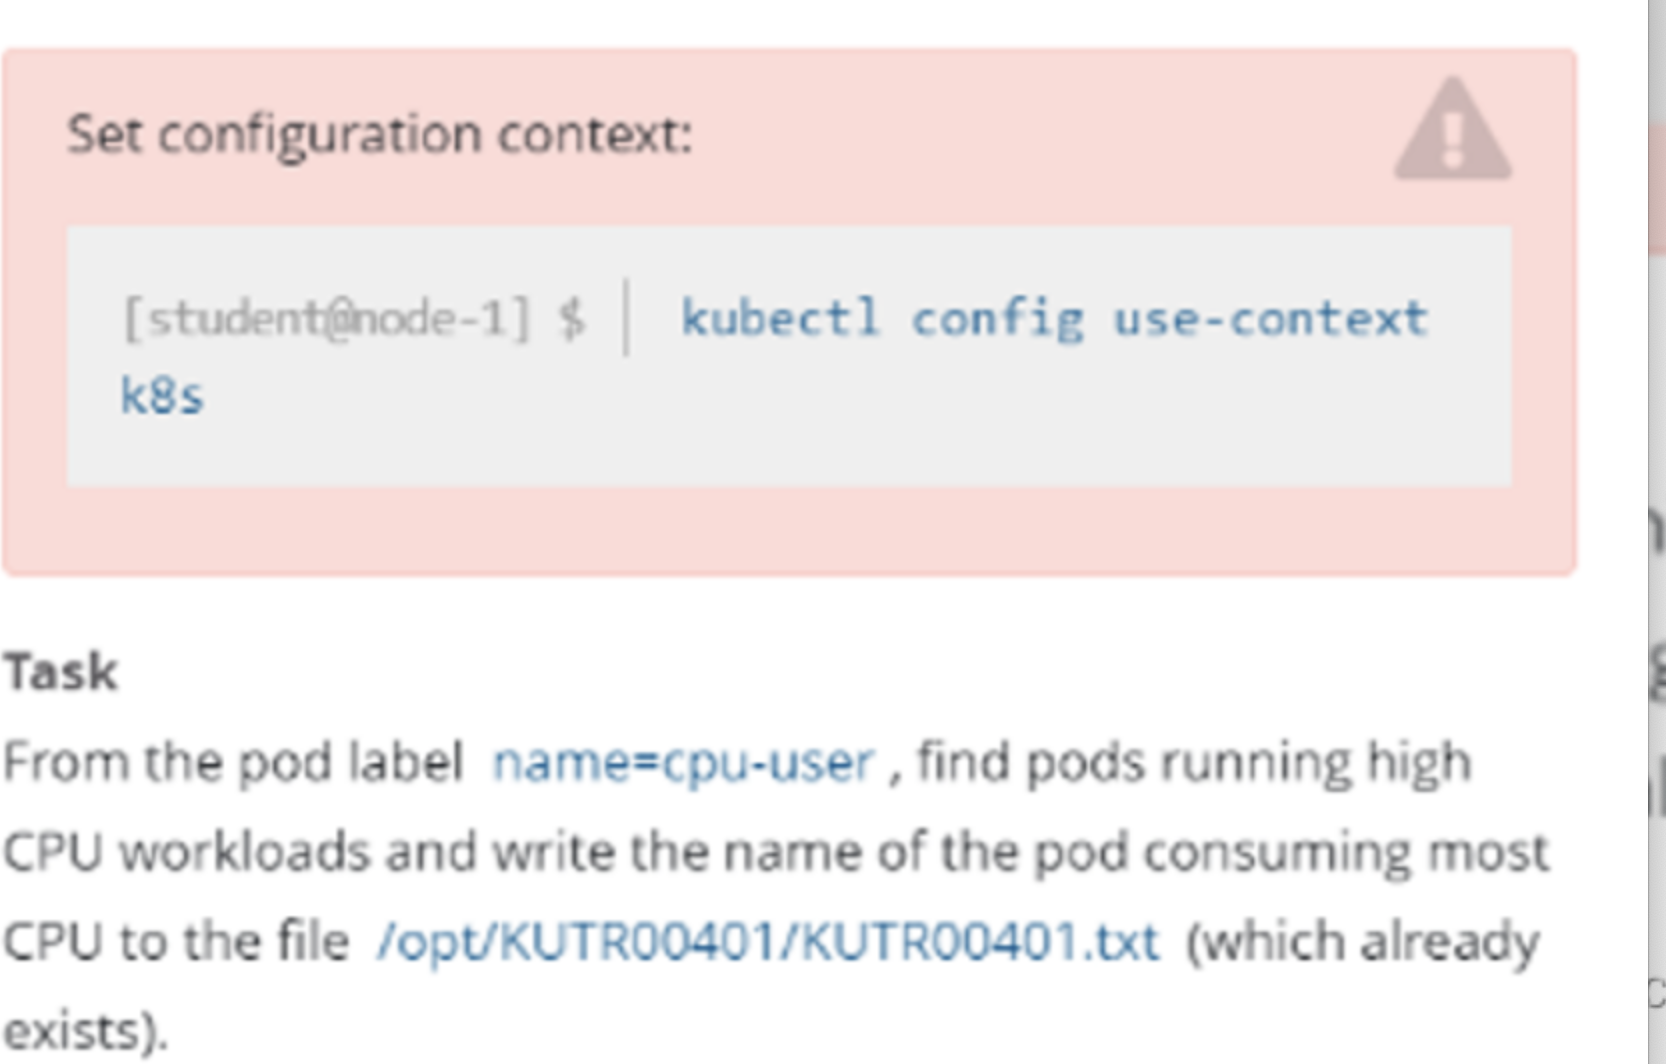 Set configuration context:
[student@node-1] $ | kubectl config use-context
k8s
Task
From the pod label name=cpu-user , find pods running high
CPU workloads and write the name of the pod consuming most
CPU to the file /opt/KUTR00401/KUTR00401.txt (which already
exists).